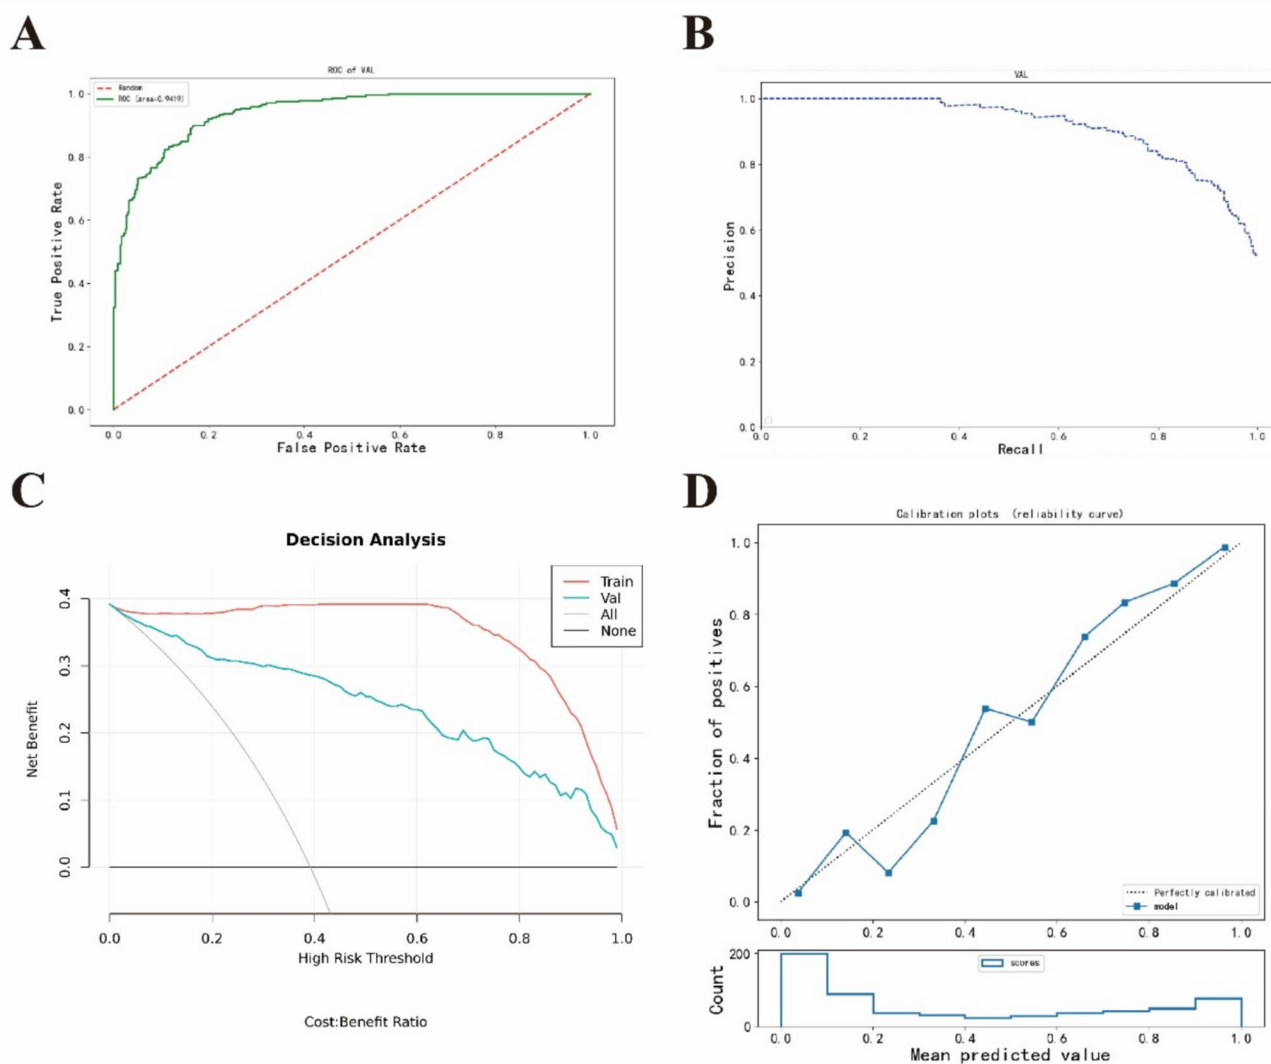 A
ROC of VAL
Random
ROC (area=0.9419)
1.0
0.8
0.6
0.4
0.2
0.0
True Positive Rate
0.0 0.2 0.4 0.6 0.8 1.0
False Positive Rate
B
VAL
1.0
0.8
0.6
0.4
0.2
0.0
Precision
0.0 0.2 0.4 0.6 0.8 1.0
Recall
C
Decision Analysis
Train
Val
All
None
0.4
0.3
0.2
0.1
0.0
Net Benefit
0.0 0.2 0.4 0.6 0.8 1.0
High Risk Threshold
Cost:Benefit Ratio
D
Calibration plots (reliability curve)
1.0
0.8
0.6
0.4
0.2
0.0
Fraction of positives
Perfectly calibrated
model
0.0 0.2 0.4 0.6 0.8 1.0
200
100
0
Count
scores
0.0 0.2 0.4 0.6 0.8 1.0
Mean predicted value